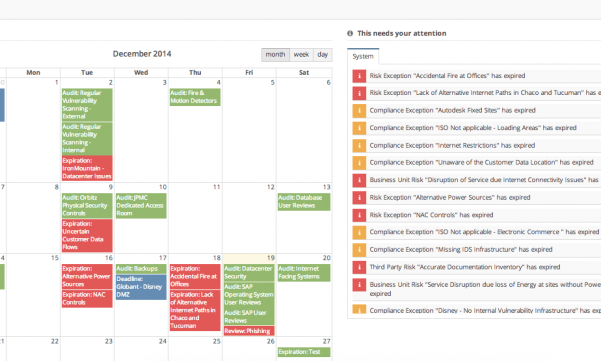 December 2014
month week day
Mon Tue Wed Thu Fri Sat
1 2 3 4 5 6
Audit: Regular
Vulnerability
Scanning -
External
Audit: Regular
Vulnerability
Scanning -
Internal
Expiration:
IronMountain -
Datacenter Issues
Audit: Fire &
Motion Detectors
7 8 9 10 11 12 13
Audit: Orbitz
Physical Security
Controls
Expiration:
Uncertain
Customer Data
Flows
Audit: JPMC
Dedicated Access
Room
Audit: Database
User Reviews
4 15 16 17 18 19 20
Expiration:
Alternative Power
Sources
Expiration: NAC
Controls
Audit: Backups
Deadline:
Globant - Disney
DMZ
Expiration:
Accidental Fire at
Offices
Expiration: Lack
of Alternative
Internet Paths in
Chaco and
Tucuman
Audit: Datacenter
Security
Audit: SAP
Operating System
User Reviews
Audit: SAP User
Reviews
Review: Phishing
Audit: Internet
Facing Systems
21 22 23 24 25 26 27
Expiration: Test
This needs your attention
System
Risk Exception "Accidental Fire at Offices" has expired
Risk Exception "Lack of Alternative Internet Paths in Chaco and Tucuman" has e
Compliance Exception "Autodesk Fixed Sites" has expired
Compliance Exception "ISO Not applicable - Loading Areas" has expired
Compliance Exception "Internet Restrictions" has expired
Compliance Exception "Unaware of the Customer Data Location" has expired
Business Unit Risk "Disruption of Service due Internet Connectivity Issues" has
Risk Exception "Alternative Power Sources" has expired
Risk Exception "NAC Controls" has expired
Compliance Exception "ISO Not applicable - Electronic Commerce " has expired
Compliance Exception "Missing IDS Infrastructure" has expired
Third Party Risk "Accurate Documentation Inventory" has expired
Business Unit Risk "Service Disruption due loss of Energy at sites without Powe
expired
Compliance Exception "Disney - No Internal Vulnerability Infrastructure" has exp